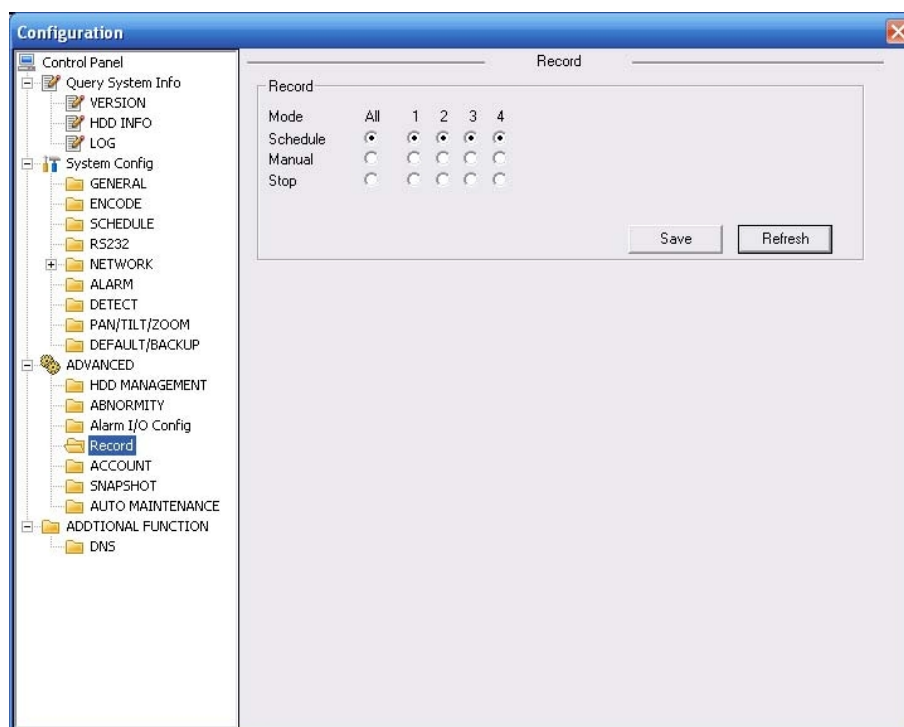 Configuration
Control Panel
Query System Info
VERSION
HDD INFO
LOG
System Config
GENERAL
ENCODE
SCHEDULE
RS232
NETWORK
ALARM
DETECT
PAN/TILT/ZOOM
DEFAULT/BACKUP
ADVANCED
HDD MANAGEMENT
ABNORMITY
Alarm I/O Config
Record
ACCOUNT
SNAPSHOT
AUTO MAINTENANCE
ADDTIONAL FUNCTION
DNS
Record
Record
Mode All 1 2 3 4
Schedule
Manual
Stop
Save Refresh